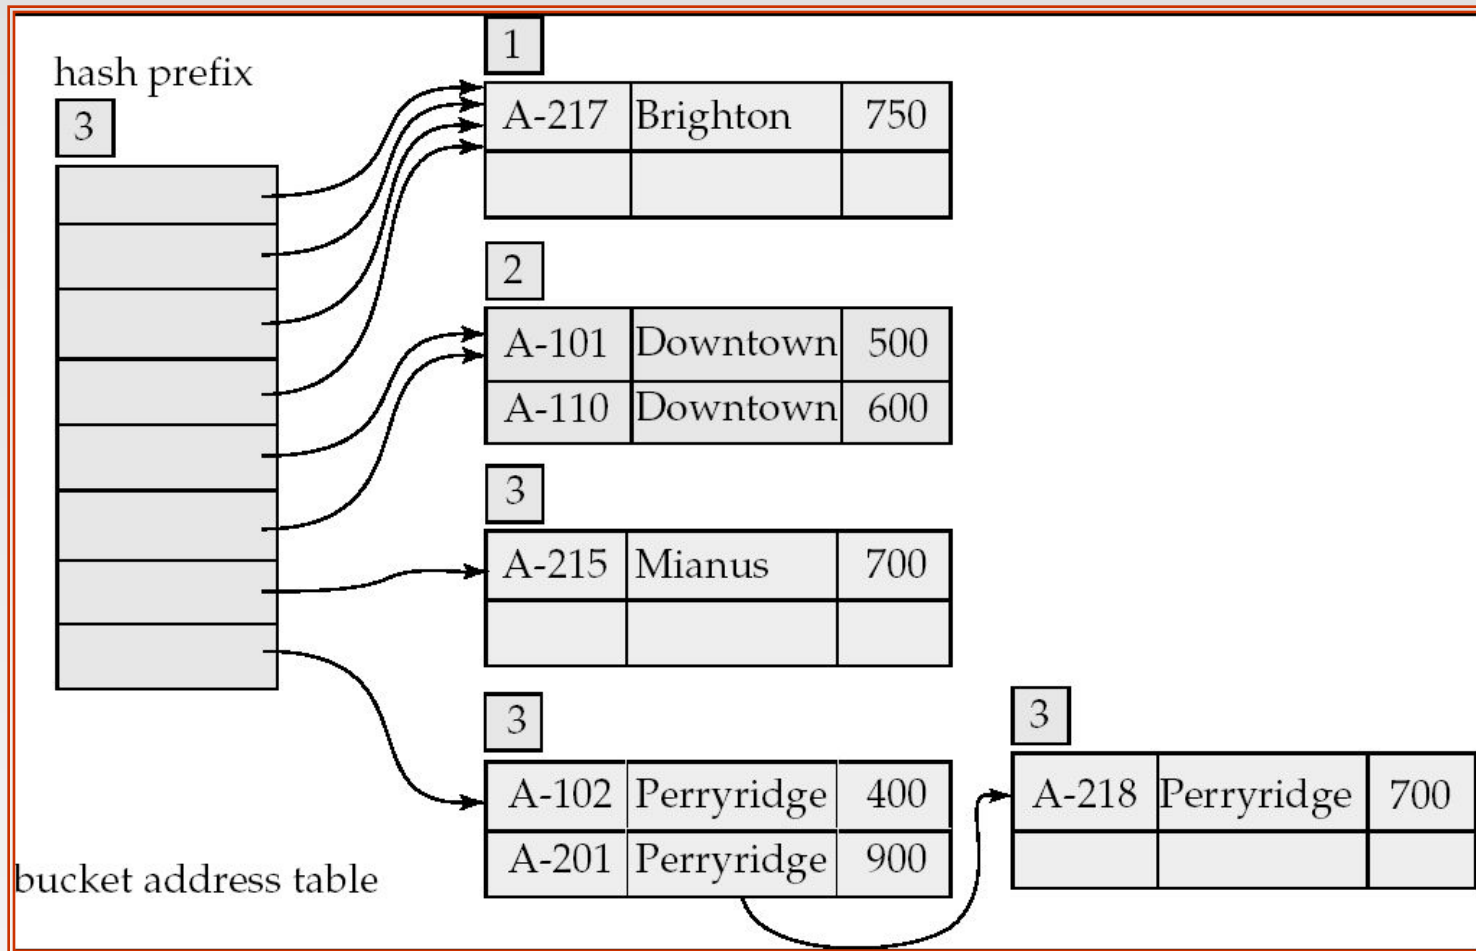 hash prefix
3
1
A-217 Brighton 750
2
A-101 Downtown 500
A-110 Downtown 600
3
A-215 Mianus 700
3
A-102 Perryridge 400
A-201 Perryridge 900
3
A-218 Perryridge 700
bucket address table